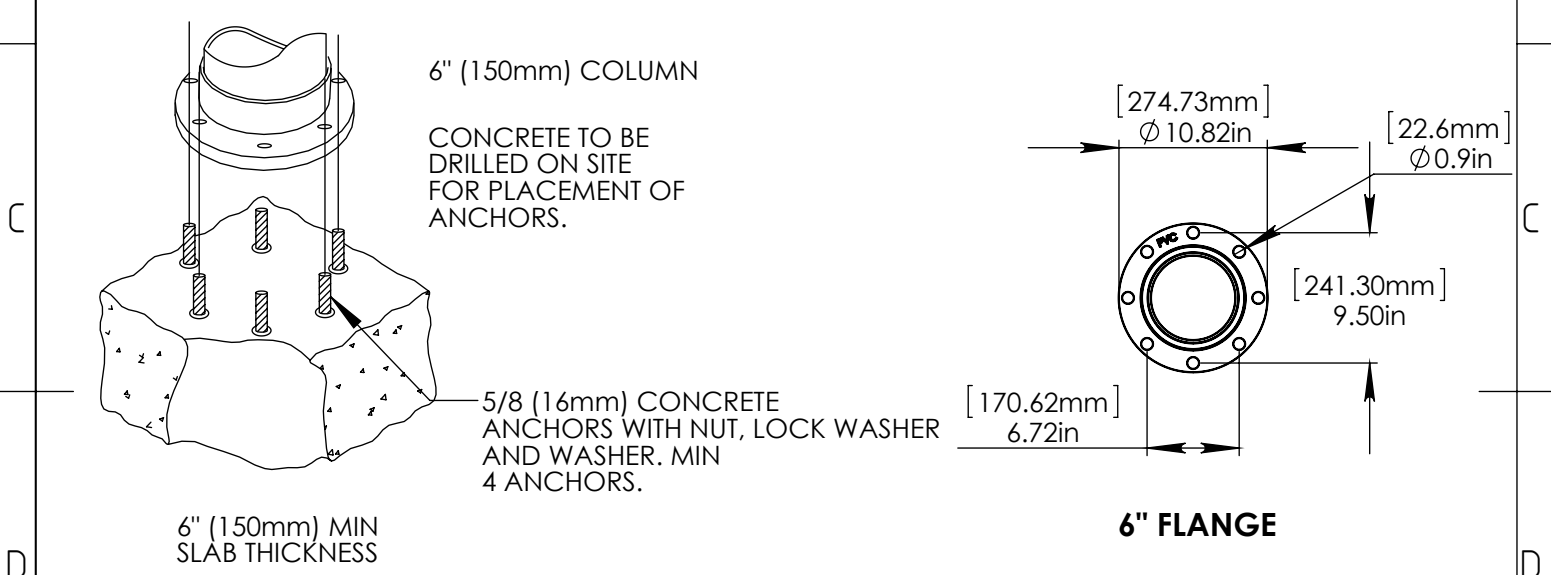 6" (150mm) COLUMN
CONCRETE TO BE
DRILLED ON SITE
FOR PLACEMENT OF
ANCHORS.
5/8 (16mm) CONCRETE
ANCHORS WITH NUT, LOCK WASHER
AND WASHER. MIN
4 ANCHORS.
6" (150mm) MIN
SLAB THICKNESS
[274.73mm]
∅10.82in
[22.6mm]
∅0.9in
PVC
[241.30mm]
9.50in
[170.62mm]
6.72in
6" FLANGE
C
C
D
D